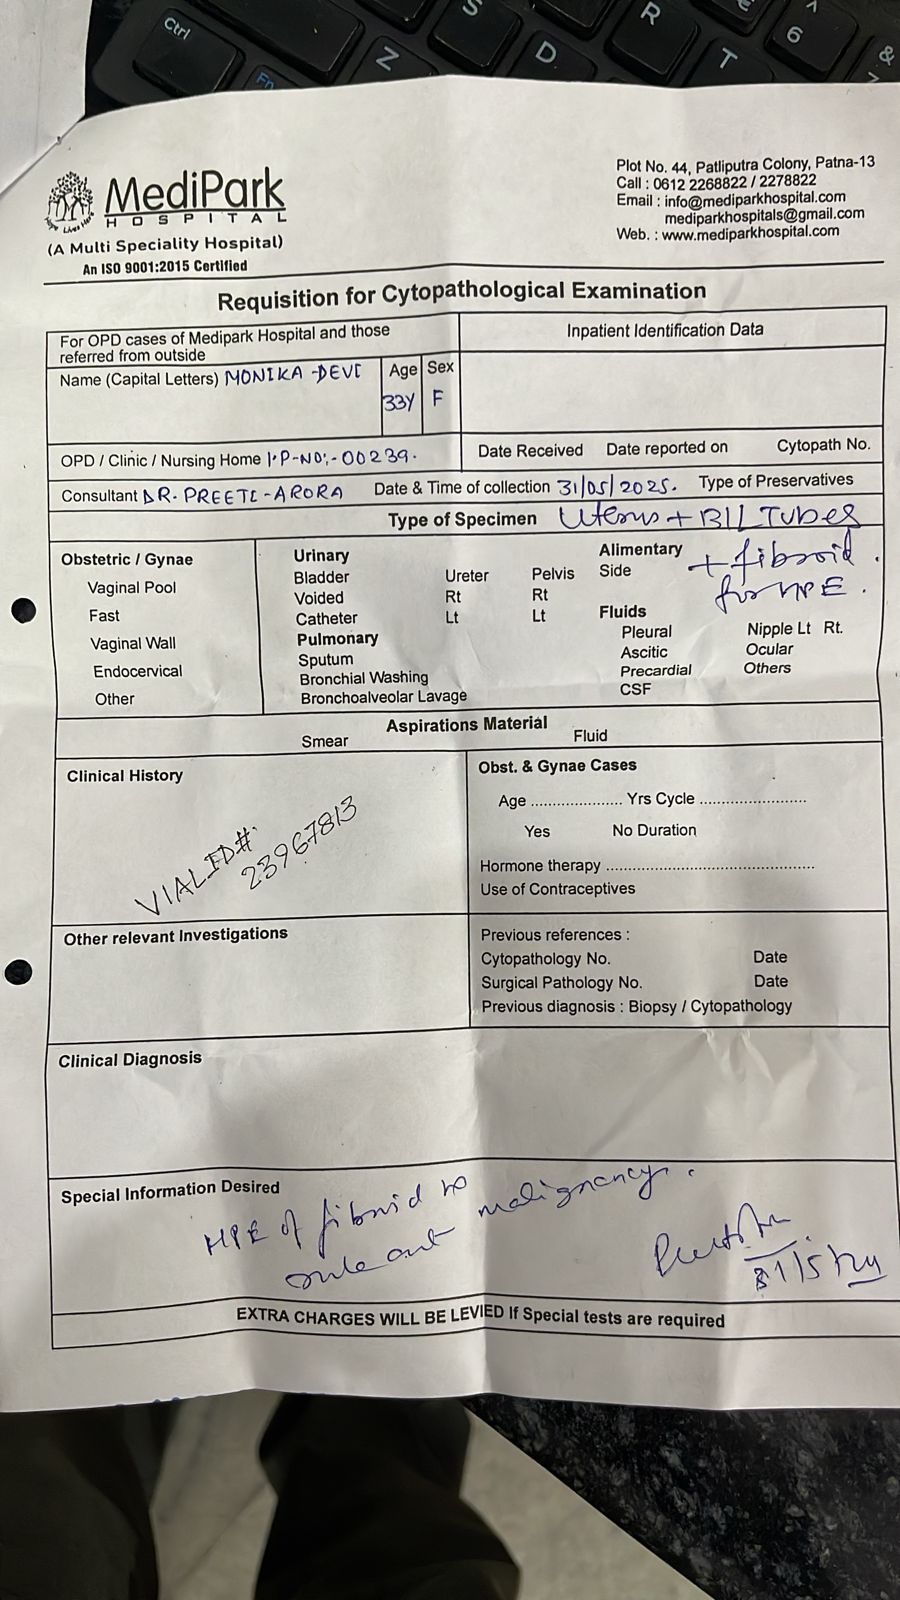 Ctrl
Fn
Z
S
D
R
T
€
^
6
&
7
Hope Lives Here
MediPark
HOSPITAL
(A Multi Speciality Hospital)
An ISO 9001:2015 Certified
Plot No. 44, Patliputra Colony, Patna-13
Call : 0612 2268822 / 2278822
Email : info@mediparkhospital.com
mediparkhospitals@gmail.com
Web. : www.mediparkhospital.com
Requisition for Cytopathological Examination
For OPD cases of Medipark Hospital and those
referred from outside
Inpatient Identification Data
Name (Capital Letters) MONIKA-DEVI
Age Sex
33Y F
OPD / Clinic / Nursing Home I.P-NO:-00239.
Date Received Date reported on Cytopath No.
Consultant DR. PREETI-ARORA Date & Time of collection 31/05/2025. Type of Preservatives
Type of Specimen Uterus + B/L Tubes
+ fibroid.
for HPE.
Obstetric / Gynae
Vaginal Pool
Fast
Vaginal Wall
Endocervical
Other
Urinary
Bladder Ureter Pelvis
Voided Rt Rt
Catheter Lt Lt
Pulmonary
Sputum
Bronchial Washing
Bronchoalveolar Lavage
Alimentary
Side
Fluids
Pleural Nipple Lt Rt.
Ascitic Ocular
Precardial Others
CSF
Aspirations Material
Smear Fluid
Clinical History
VIALID#:
23967813
Obst. & Gynae Cases
Age ..................... Yrs Cycle ........................
Yes No Duration
Hormone therapy ...............................................
Use of Contraceptives
Other relevant Investigations
Previous references :
Cytopathology No. Date
Surgical Pathology No. Date
Previous diagnosis : Biopsy / Cytopathology
Clinical Diagnosis
Special Information Desired
HPE of fibroid to
rule out malignancy.
EXTRA CHARGES WILL BE LEVIED If Special tests are required